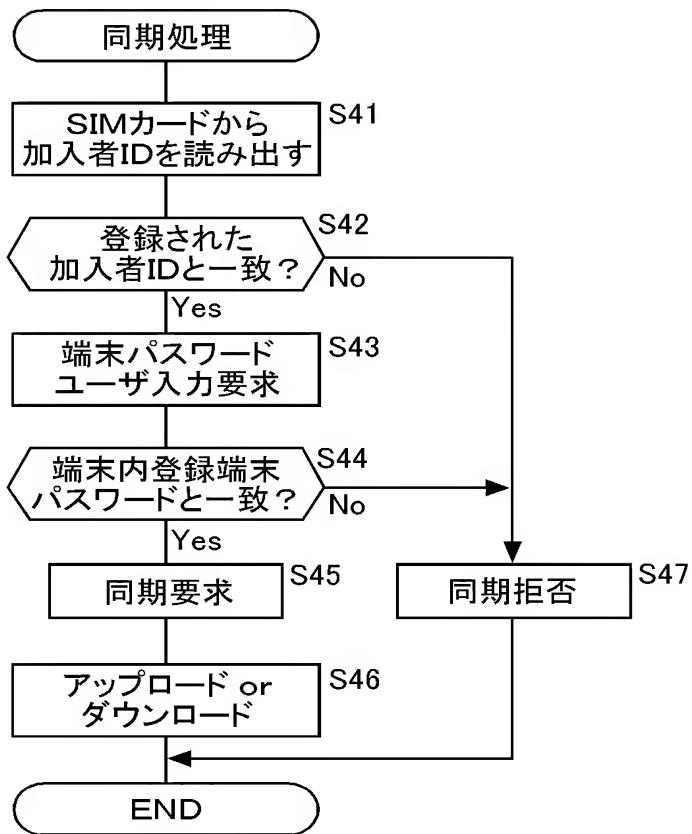 同期処理
SIMカードから
加入者IDを読み出す
S41
登録された
加入者IDと一致?
S42
No
Yes
端末パスワード
ユーザ入力要求
S43
端末内登録端末
パスワードと一致?
S44
No
Yes
同期要求
S45
同期拒否
S47
アップロード or
ダウンロード
S46
END